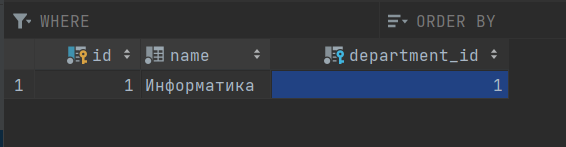 WHERE ORDER BY
id name department_id
1 1 Информатика 1